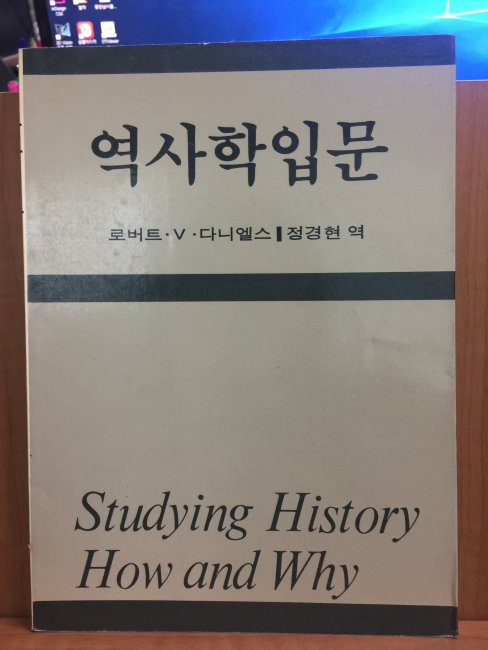 역사학입문
로버트·V·다니엘스 ▌정경현 역
Studying History
How and Why